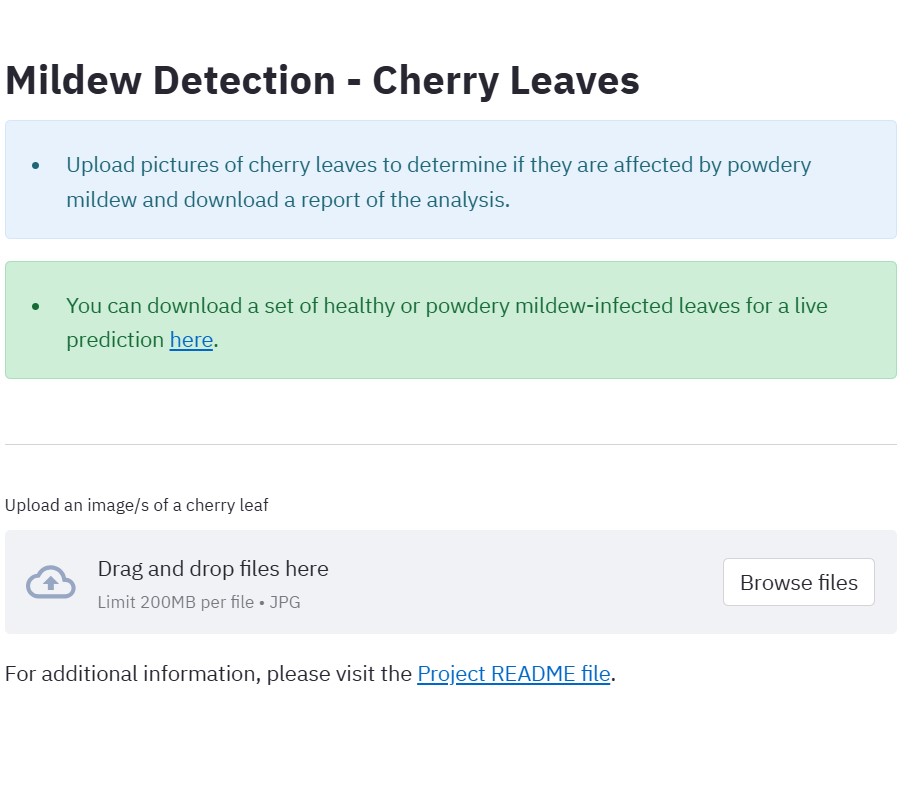 Mildew Detection - Cherry Leaves
• Upload pictures of cherry leaves to determine if they are affected by powdery
mildew and download a report of the analysis.
• You can download a set of healthy or powdery mildew-infected leaves for a live
prediction here.
Upload an image/s of a cherry leaf
Drag and drop files here
Limit 200MB per file • JPG
Browse files
For additional information, please visit the Project README file.